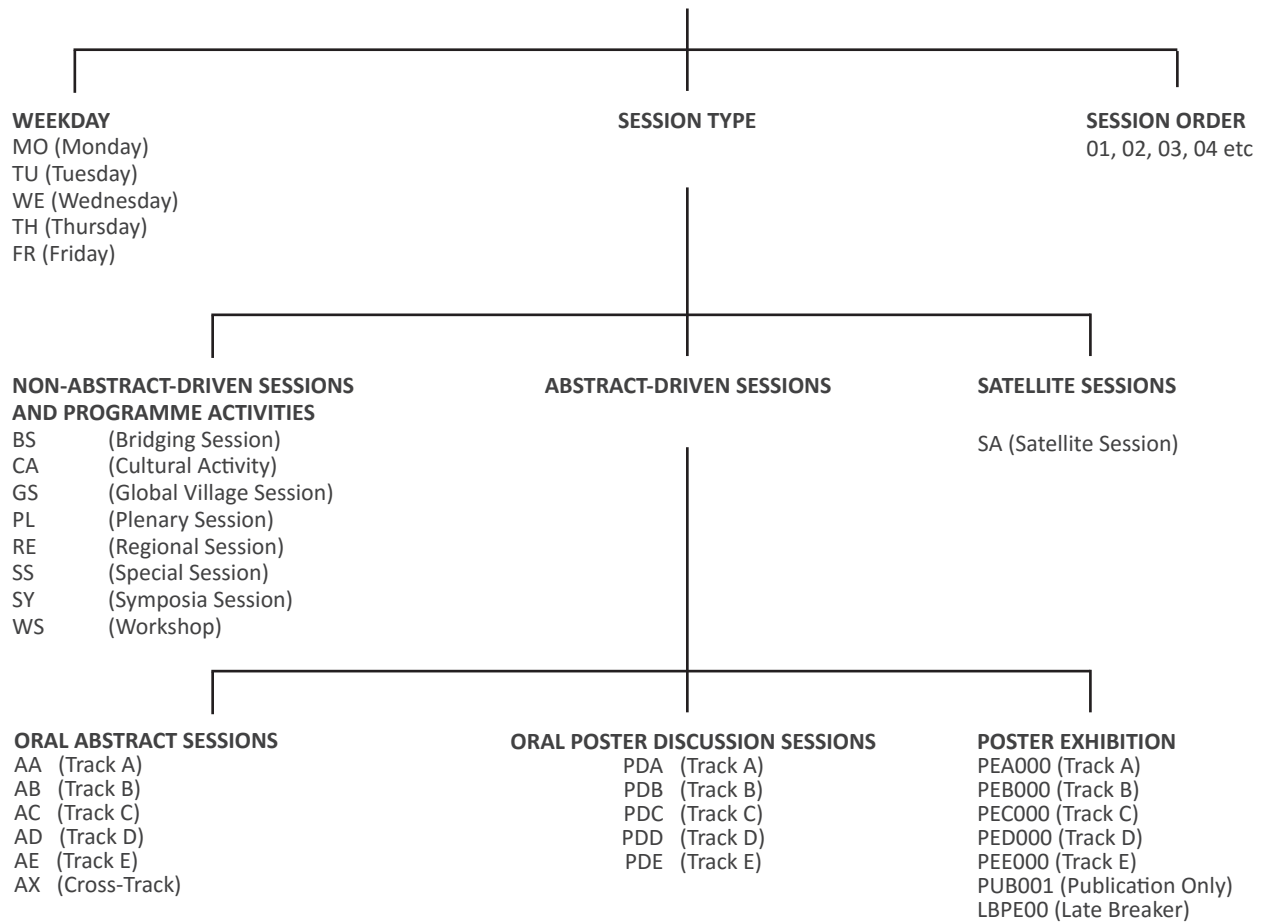 WEEKDAY
MO (Monday)
TU (Tuesday)
WE (Wednesday)
TH (Thursday)
FR (Friday)
SESSION TYPE
SESSION ORDER
01, 02, 03, 04 etc
NON-ABSTRACT-DRIVEN SESSIONS
AND PROGRAMME ACTIVITIES
BS (Bridging Session)
CA (Cultural Activity)
GS (Global Village Session)
PL (Plenary Session)
RE (Regional Session)
SS (Special Session)
SY (Symposia Session)
WS (Workshop)
ABSTRACT-DRIVEN SESSIONS
SATELLITE SESSIONS
SA (Satellite Session)
ORAL ABSTRACT SESSIONS
AA (Track A)
AB (Track B)
AC (Track C)
AD (Track D)
AE (Track E)
AX (Cross-Track)
ORAL POSTER DISCUSSION SESSIONS
PDA (Track A)
PDB (Track B)
PDC (Track C)
PDD (Track D)
PDE (Track E)
POSTER EXHIBITION
PEA000 (Track A)
PEB000 (Track B)
PEC000 (Track C)
PED000 (Track D)
PEE000 (Track E)
PUB001 (Publication Only)
LBPE00 (Late Breaker)